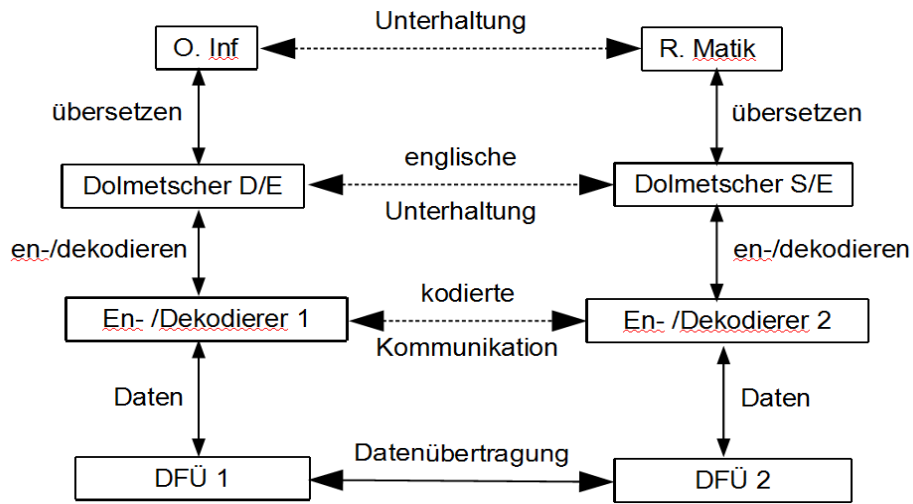 Unterhaltung
O. Inf
R. Matik
übersetzen
übersetzen
englische
Dolmetscher D/E
Dolmetscher S/E
Unterhaltung
en-/dekodieren
en-/dekodieren
kodierte
En- /Dekodierer 1
En- /Dekodierer 2
Kommunikation
Daten
Daten
Datenübertragung
DFÜ 1
DFÜ 2